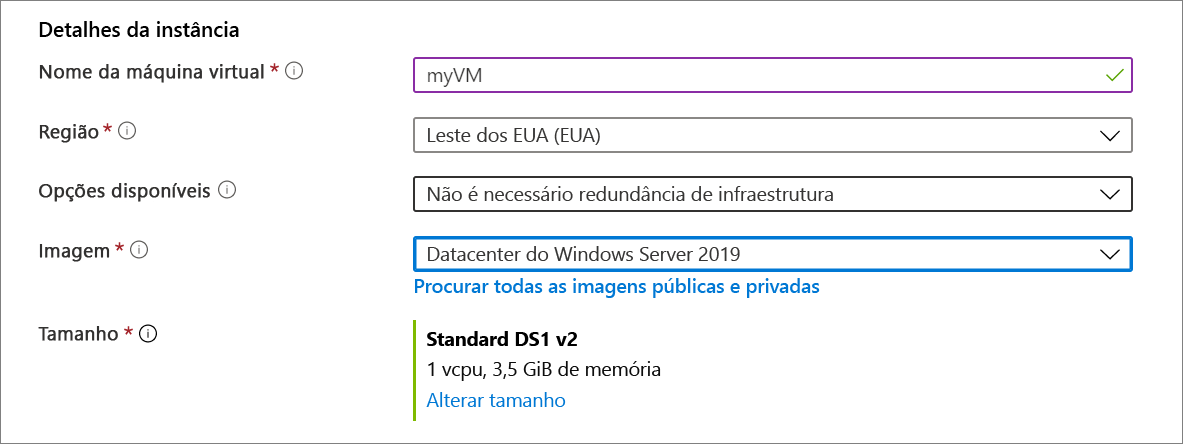 Detalhes da instância
Nome da máquina virtual * myVM
Região * Leste dos EUA (EUA)
Opções disponíveis Não é necessário redundância de infraestrutura
Imagem * Datacenter do Windows Server 2019
Procurar todas as imagens públicas e privadas
Tamanho * Standard DS1 v2
1 vcpu, 3,5 GiB de memória
Alterar tamanho